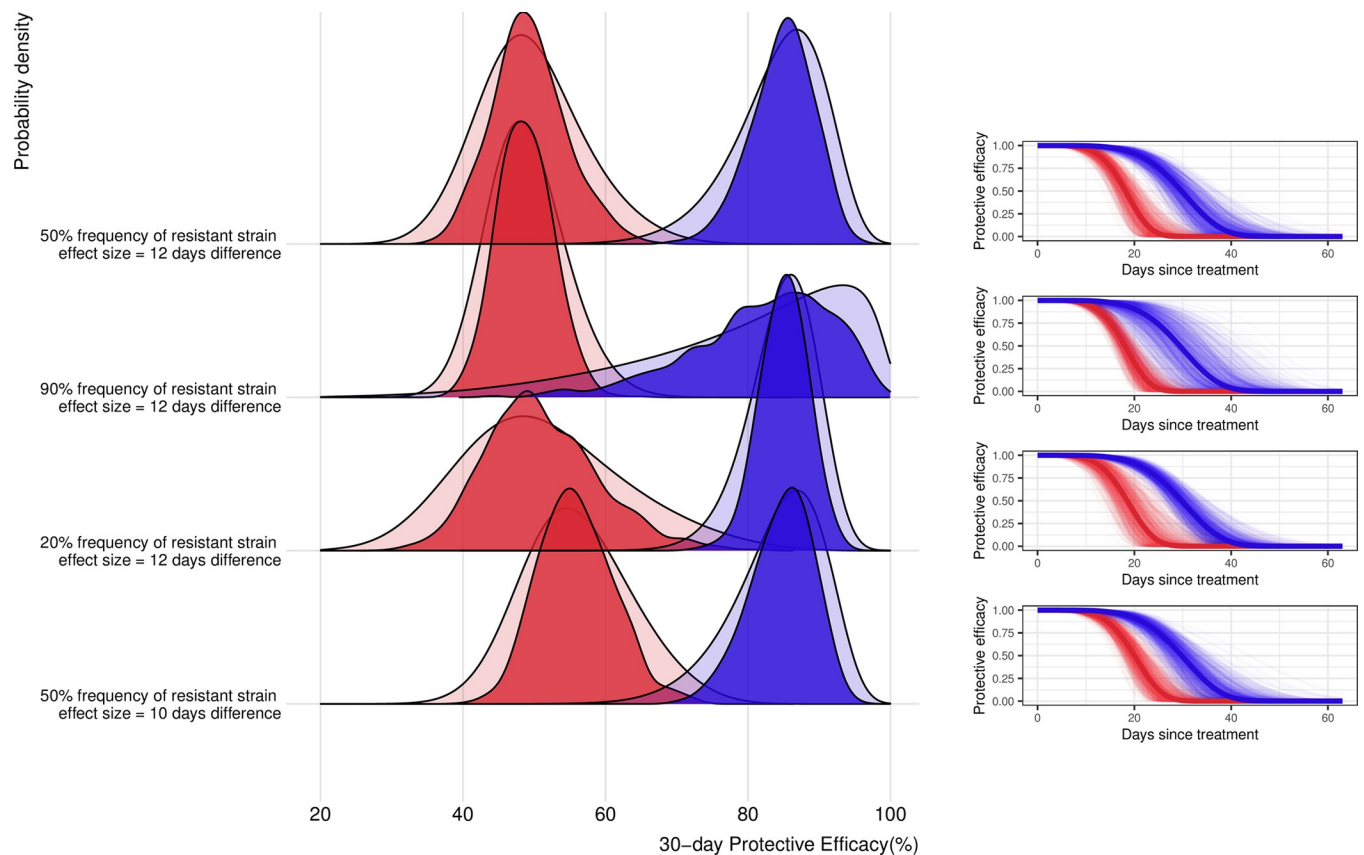 Probability density
50% frequency of resistant strain
effect size = 12 days difference
90% frequency of resistant strain
effect size = 12 days difference
20% frequency of resistant strain
effect size = 12 days difference
50% frequency of resistant strain
effect size = 10 days difference
20 40 60 80 100
30−day Protective Efficacy(%)
Protective efficacy
1.00
0.75
0.50
0.25
0.00
0 20 40 60
Days since treatment
Protective efficacy
1.00
0.75
0.50
0.25
0.00
0 20 40 60
Days since treatment
Protective efficacy
1.00
0.75
0.50
0.25
0.00
0 20 40 60
Days since treatment
Protective efficacy
1.00
0.75
0.50
0.25
0.00
0 20 40 60
Days since treatment